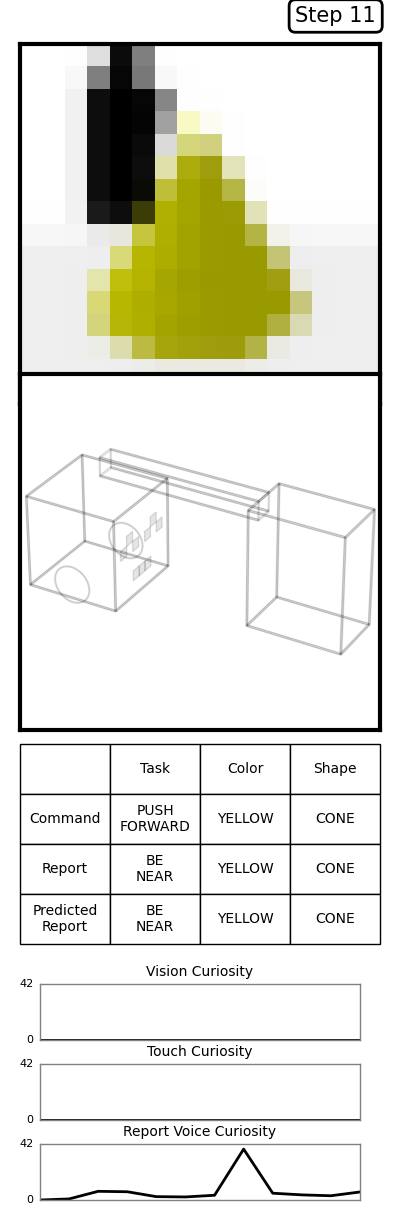 Step 11
Task Color Shape
Command PUSH FORWARD YELLOW CONE
Report BE NEAR YELLOW CONE
Predicted Report BE NEAR YELLOW CONE
Vision Curiosity
42
0
Touch Curiosity
42
0
Report Voice Curiosity
42
0